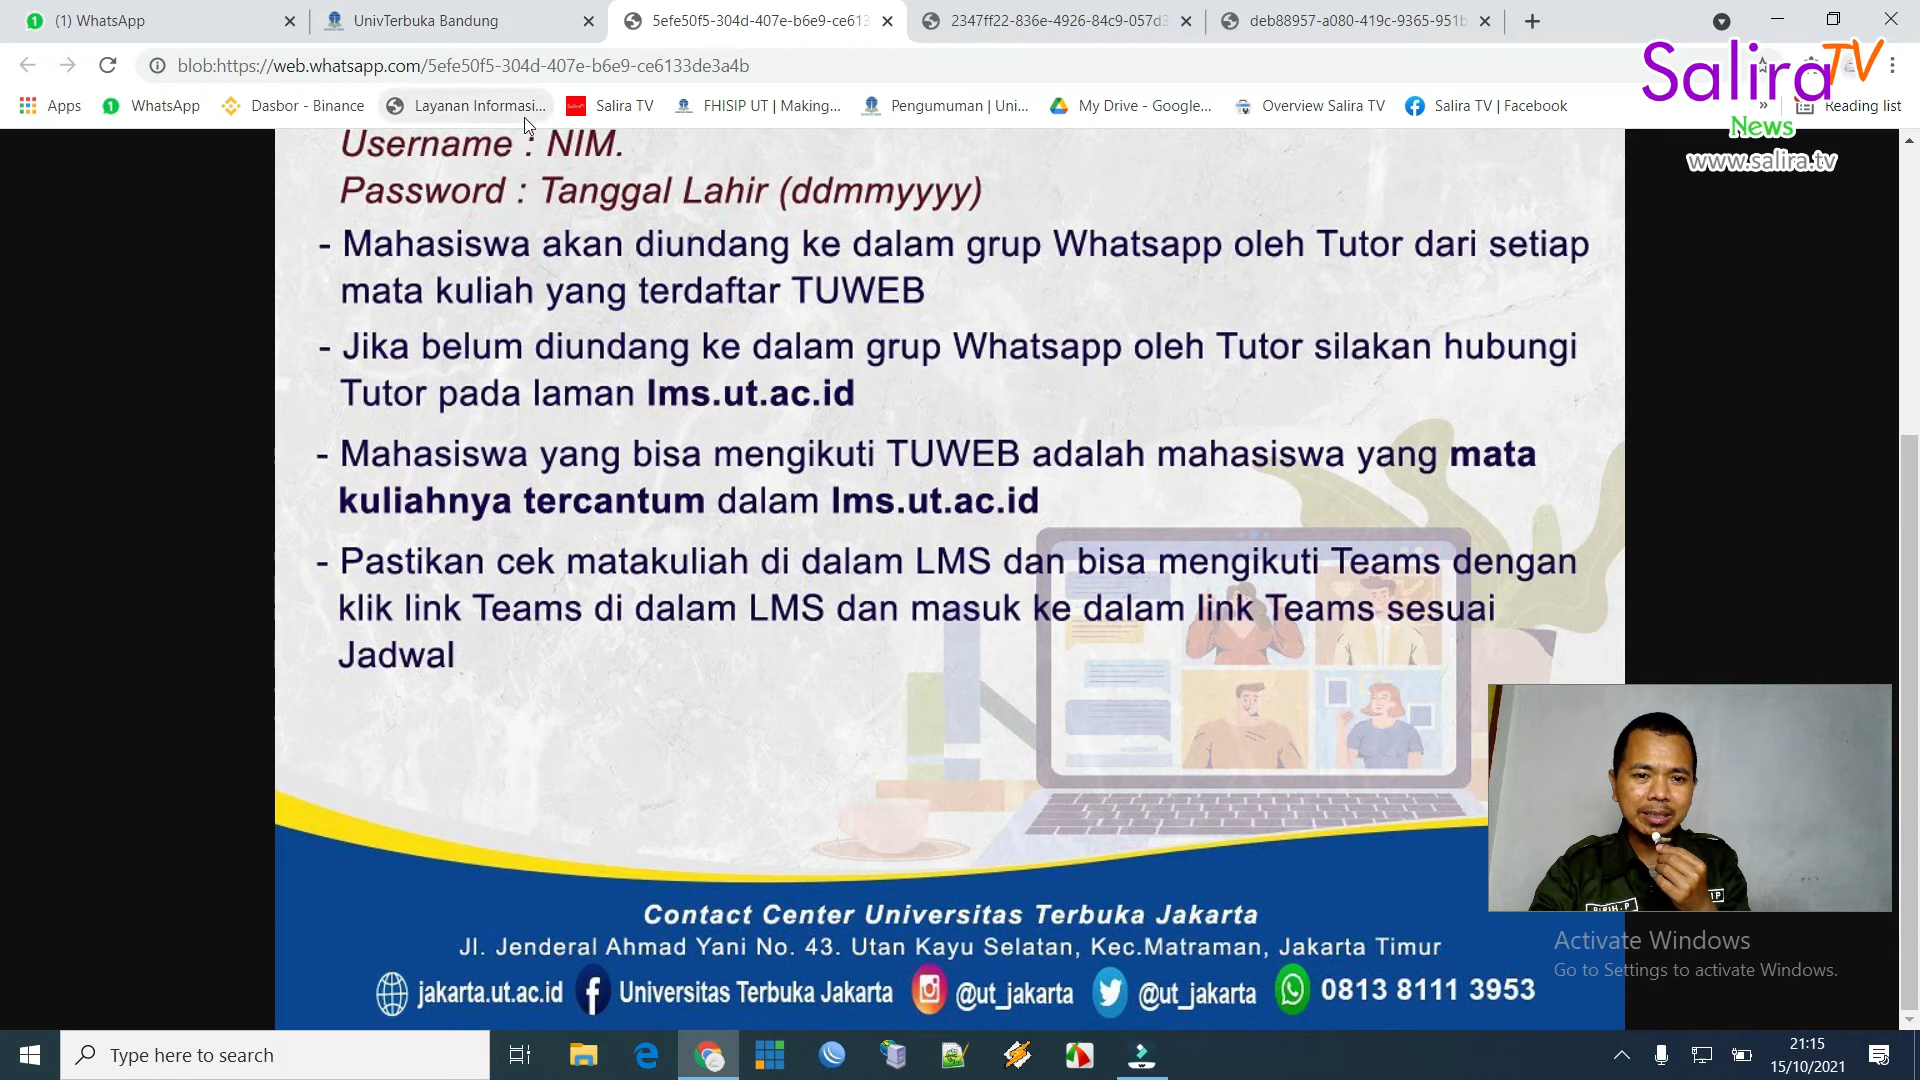 (1) WhatsApp
UnivTerbuka Bandung
5efe50f5-304d-407e-b6e9-ce613
2347ff22-836e-4926-84c9-057d3
deb88957-a080-419c-9365-951b
blob:https://web.whatsapp.com/5efe50f5-304d-407e-b6e9-ce6133de3a4b
Salira TV
News
www.salira.tv
Apps
WhatsApp
Dasbor - Binance
Layanan Informasi...
Salira TV
FHISIP UT | Making...
Pengumuman | Uni...
My Drive - Google...
Overview Salira TV
Salira TV | Facebook
»
Reading list
Username : NIM.
Password : Tanggal Lahir (ddmmyyyy)
- Mahasiswa akan diundang ke dalam grup Whatsapp oleh Tutor dari setiap
mata kuliah yang terdaftar TUWEB
- Jika belum diundang ke dalam grup Whatsapp oleh Tutor silakan hubungi
Tutor pada laman lms.ut.ac.id
- Mahasiswa yang bisa mengikuti TUWEB adalah mahasiswa yang mata
kuliahnya tercantum dalam lms.ut.ac.id
- Pastikan cek matakuliah di dalam LMS dan bisa mengikuti Teams dengan
klik link Teams di dalam LMS dan masuk ke dalam link Teams sesuai
Jadwal
Contact Center Universitas Terbuka Jakarta
Jl. Jenderal Ahmad Yani No. 43. Utan Kayu Selatan, Kec.Matraman, Jakarta Timur
jakarta.ut.ac.id
Universitas Terbuka Jakarta
@ut_jakarta
@ut_jakarta
0813 8111 3953
Activate Windows
Go to Settings to activate Windows.
Type here to search
21:15
15/10/2021